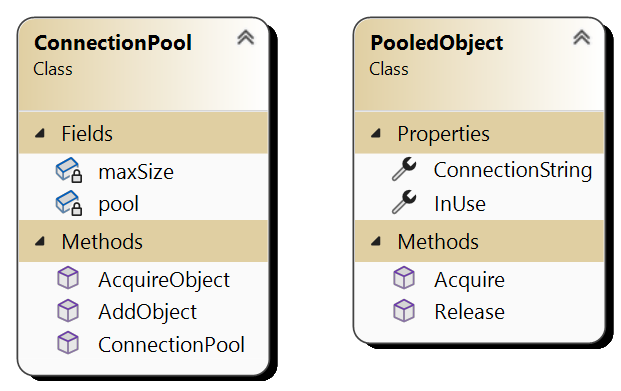 ConnectionPool
Class
Fields
maxSize
pool
Methods
AcquireObject
AddObject
ConnectionPool
PooledObject
Class
Properties
ConnectionString
InUse
Methods
Acquire
Release